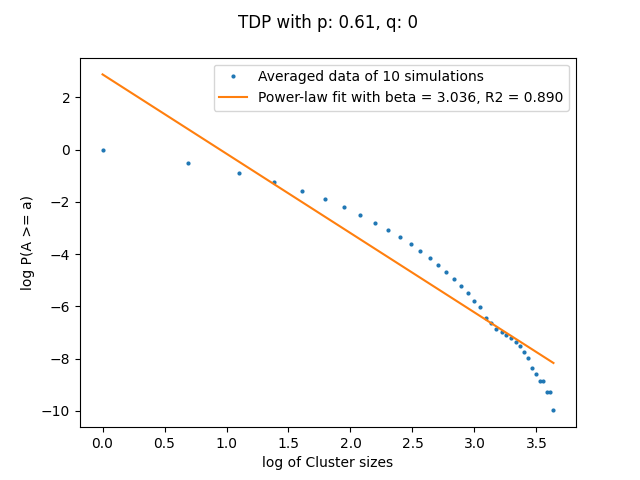 TDP with p: 0.61, q: 0
Averaged data of 10 simulations
Power-law fit with beta = 3.036, R2 = 0.890
log P(A >= a)
2
0
−2
−4
−6
−8
−10
0.0 0.5 1.0 1.5 2.0 2.5 3.0 3.5
log of Cluster sizes